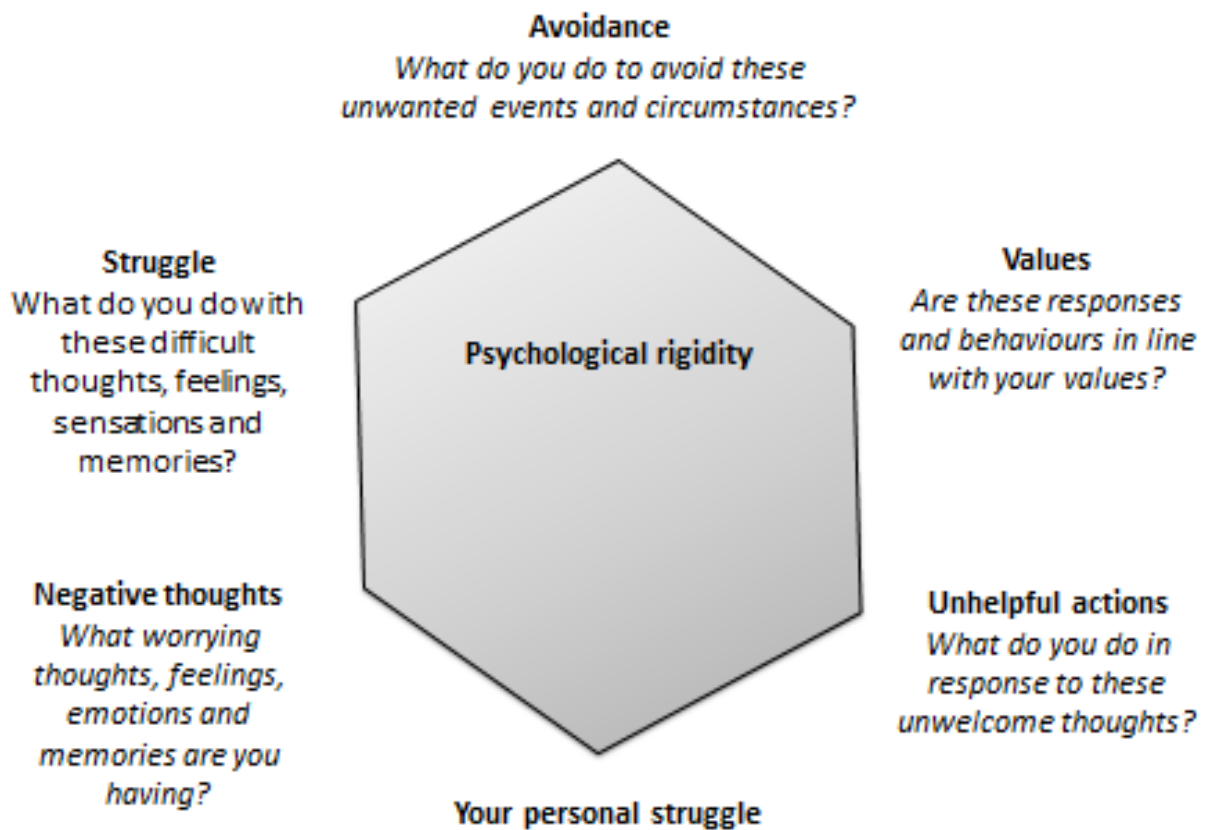 Avoidance
What do you do to avoid these
unwanted events and circumstances?
Struggle
What do you do with
these difficult
thoughts, feelings,
sensations and
memories?
Values
Are these responses
and behaviours in line
with your values?
Psychological rigidity
Negative thoughts
What worrying
thoughts, feelings,
emotions and
memories are you
having?
Unhelpful actions
What do you do in
response to these
unwelcome thoughts?
Your personal struggle